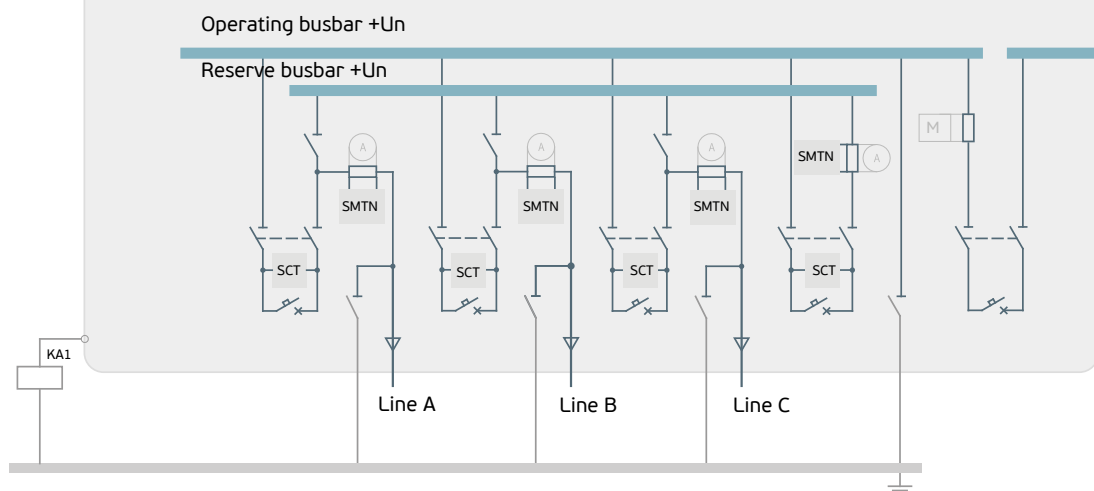 Operating busbar +Un
Reserve busbar +Un
A
A
A
M
SMTN
A
SMTN
SMTN
SMTN
SCT
SCT
SCT
SCT
KA1
Line A
Line B
Line C